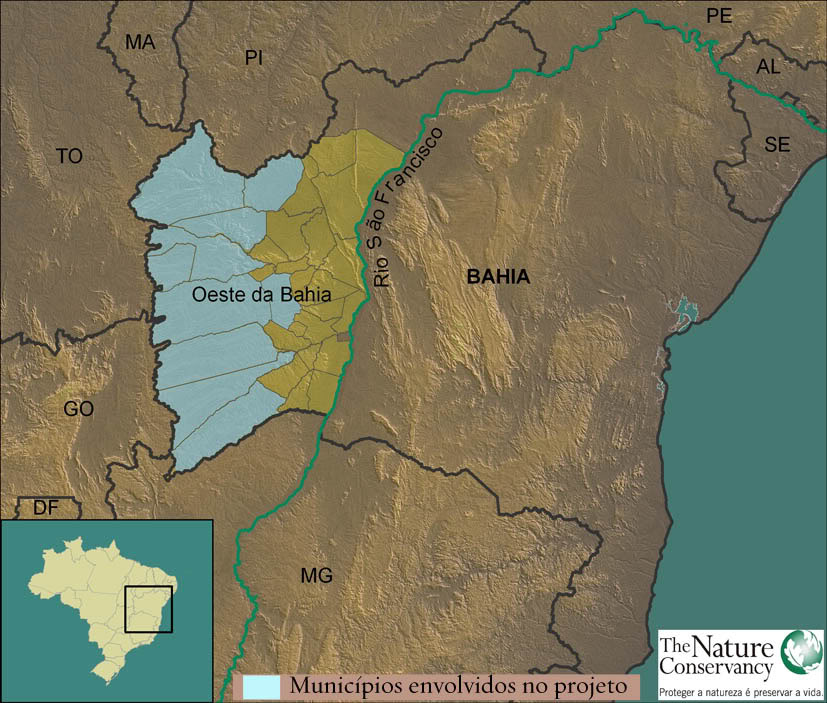 PE
MA
PI
AL
TO
SE
Rio São Francisco
BAHIA
Oeste da Bahia
GO
DF
MG
The Nature
Conservancy
Proteger a natureza é preservar a vida.
Municípios envolvidos no projeto